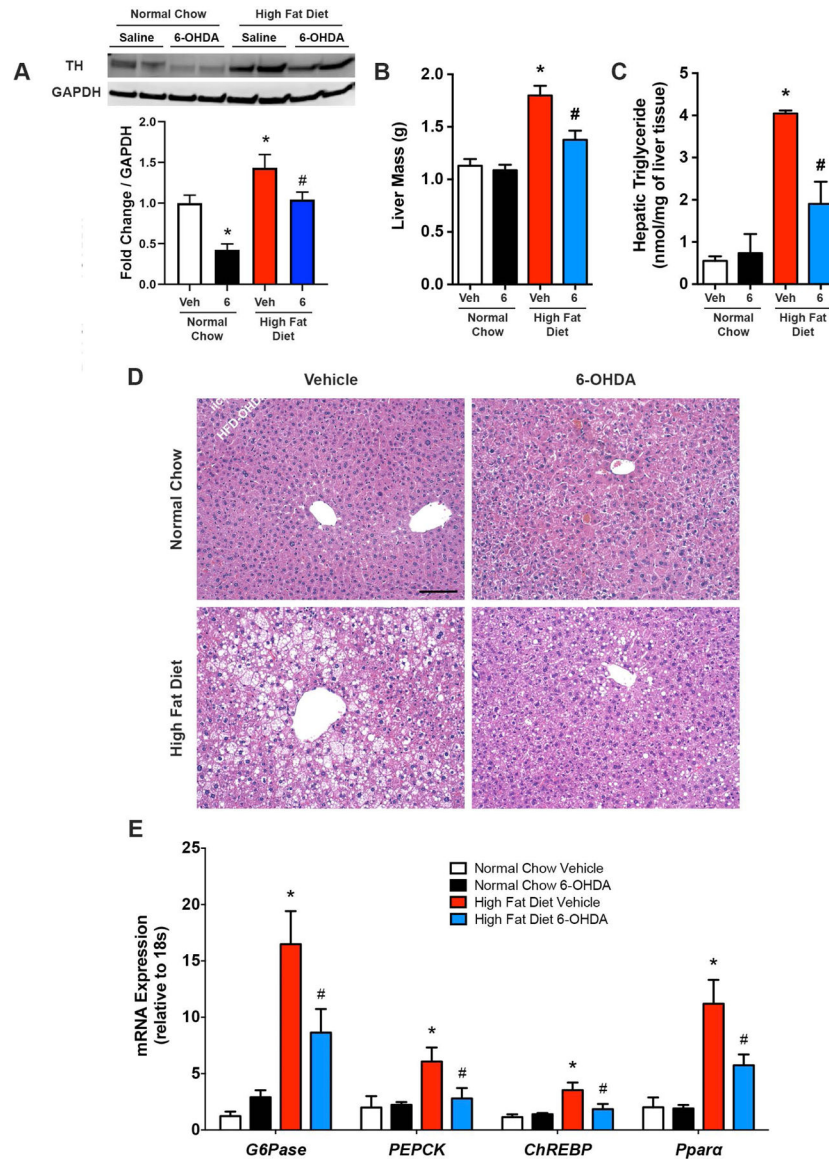 Normal Chow
High Fat Diet
Saline
6-OHDA
Saline
6-OHDA
A
TH
GAPDH
Fold Change / GAPDH
1.5
1.0
0.5
0.0
*
*
*
#
Veh
6
Veh
6
Normal
Chow
High Fat
Diet
B
Liver Mass (g)
2.0
1.5
1.0
0.5
0.0
*
#
Veh
6
Veh
6
Normal
Chow
High Fat
Diet
C
Hepatic Triglyceride
(nmol/mg of liver tissue)
5
4
3
2
1
0
*
#
Veh
6
Veh
6
Normal
Chow
High Fat
Diet
D
Vehicle
6-OHDA
Normal Chow
HFD-OHD
High Fat Diet
E
mRNA Expression
(relative to 18s)
25
20
15
10
5
0
Normal Chow Vehicle
Normal Chow 6-OHDA
High Fat Diet Vehicle
High Fat Diet 6-OHDA
*
#
*
#
*
#
*
#
G6Pase
PEPCK
ChREBP
Pparα